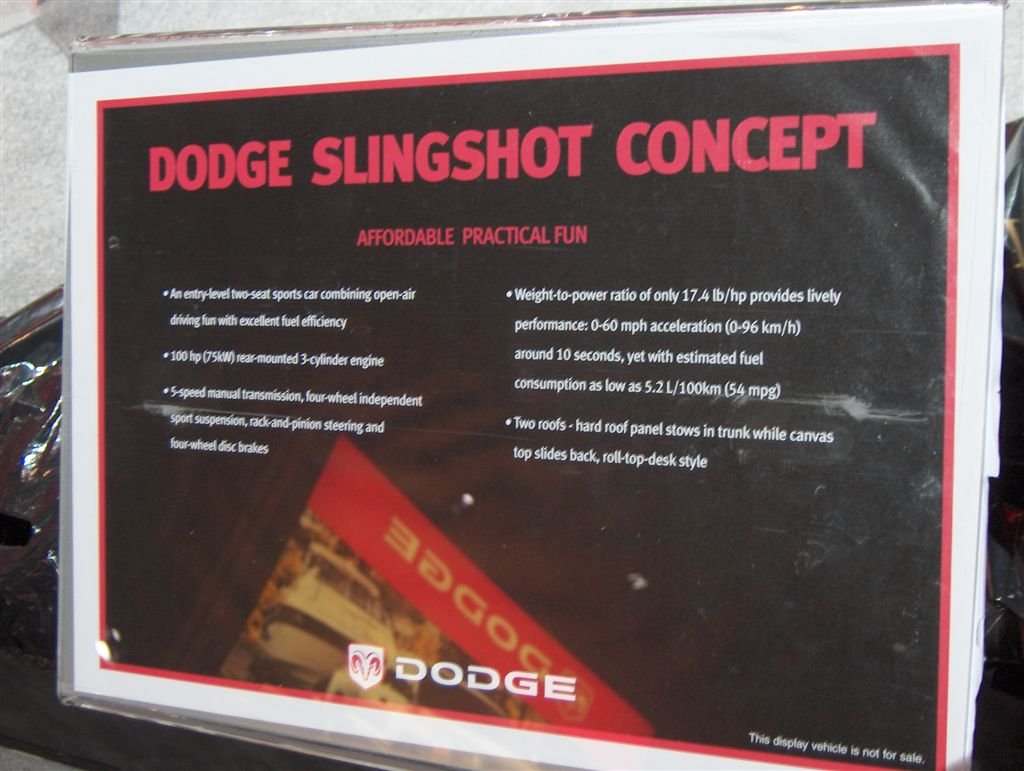 DODGE SLINGSHOT CONCEPT
AFFORDABLE PRACTICAL FUN
• An entry-level two-seat sports car combining open-air
driving fun with excellent fuel efficiency
• 100 hp (75kW) rear-mounted 3-cylinder engine
• 5-speed manual transmission, four-wheel independent
sport suspension, rack-and-pinion steering and
four-wheel disc brakes
• Weight-to-power ratio of only 17.4 lb/hp provides lively
performance: 0-60 mph acceleration (0-96 km/h)
around 10 seconds, yet with estimated fuel
consumption as low as 5.2 L/100km (54 mpg)
• Two roofs - hard roof panel stows in trunk while canvas
top slides back, roll-top-desk style
DODGE
DODGE
This display vehicle is not for sale.